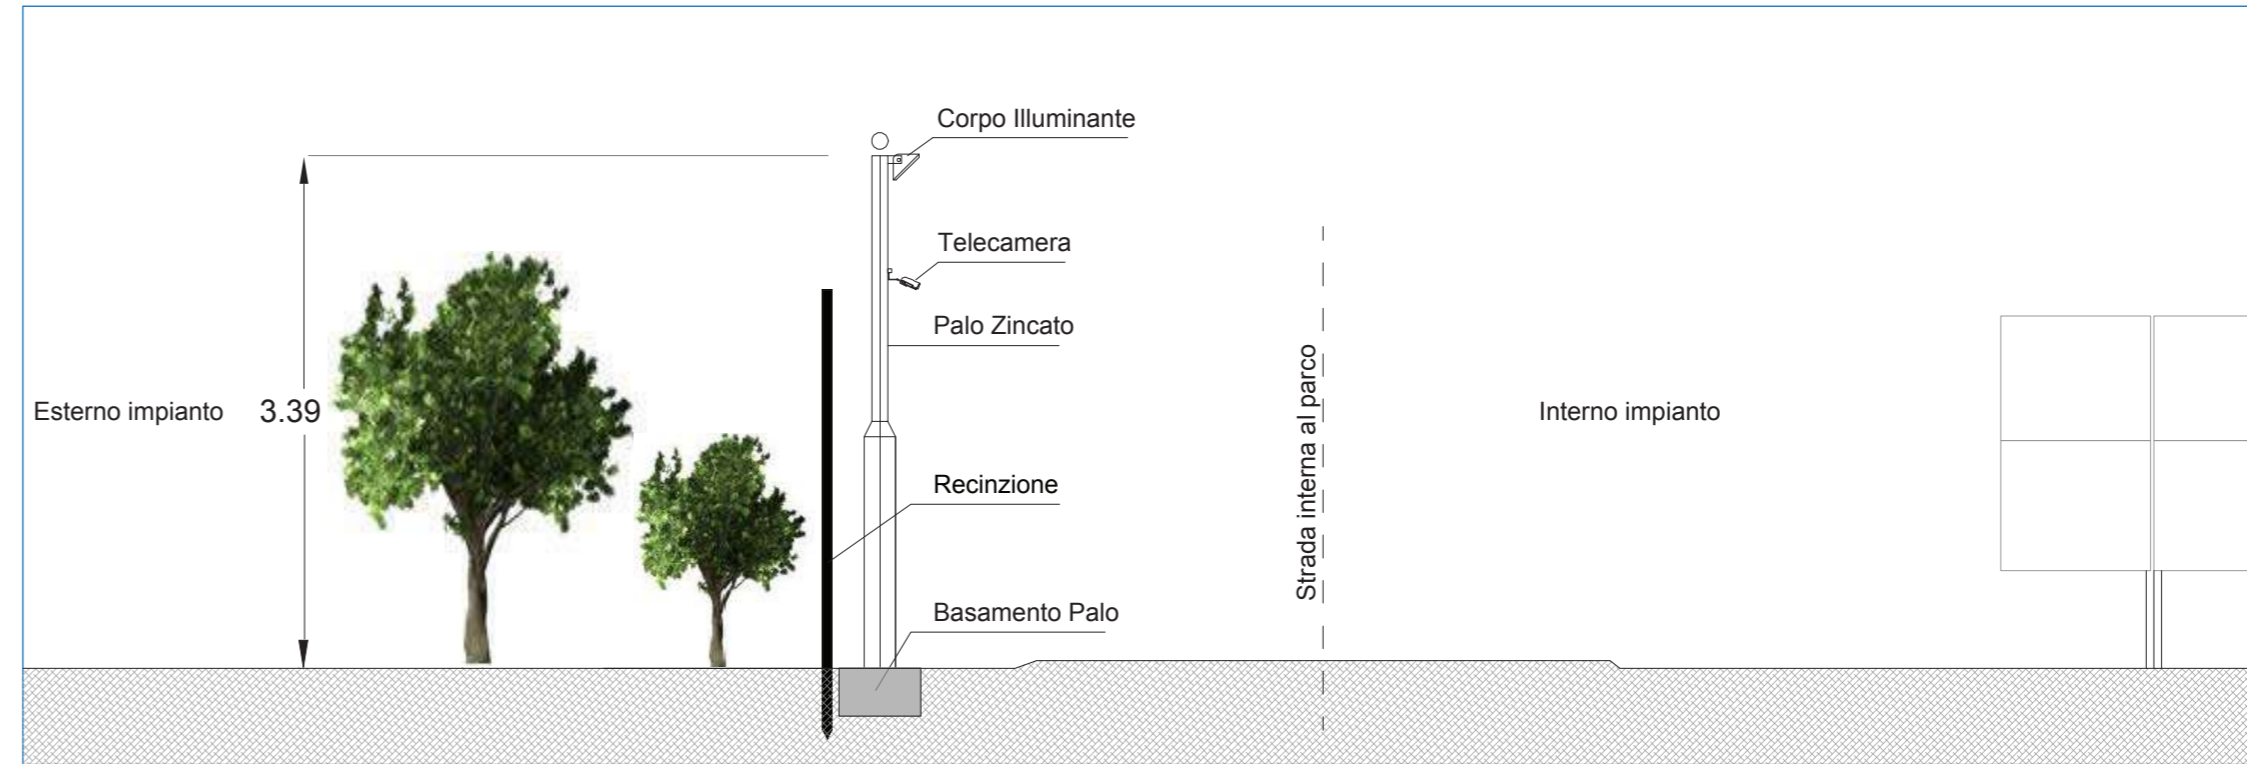 Corpo Illuminante
Telecamera
Palo Zincato
Esterno impianto
3.39
Strada interna al parco
Interno impianto
Recinzione
Basamento Palo